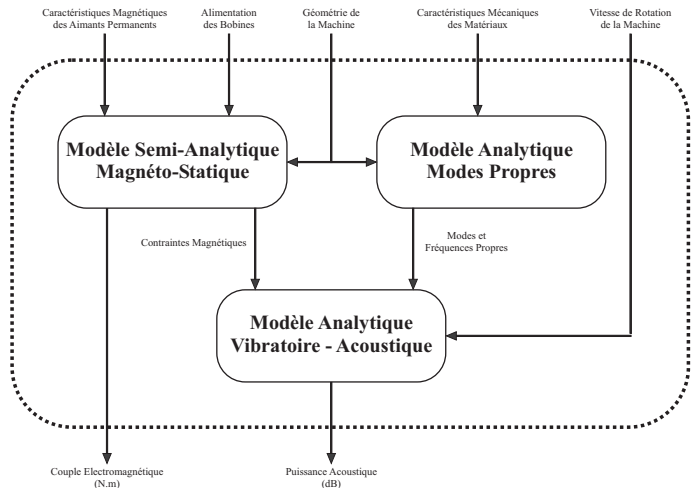 Caractéristiques Magnétiques
des Aimants Permanents
Alimentation
des Bobines
Géométrie de
la Machine
Caractéristiques Mécaniques
des Matériaux
Vitesse de Rotation
de la Machine
Modèle Semi-Analytique
Magnéto-Statique
Modèle Analytique
Modes Propres
Contraintes Magnétiques
Modes et
Fréquences Propres
Modèle Analytique
Vibratoire - Acoustique
Couple Electromagnétique
(N.m)
Puissance Acoustique
(dB)